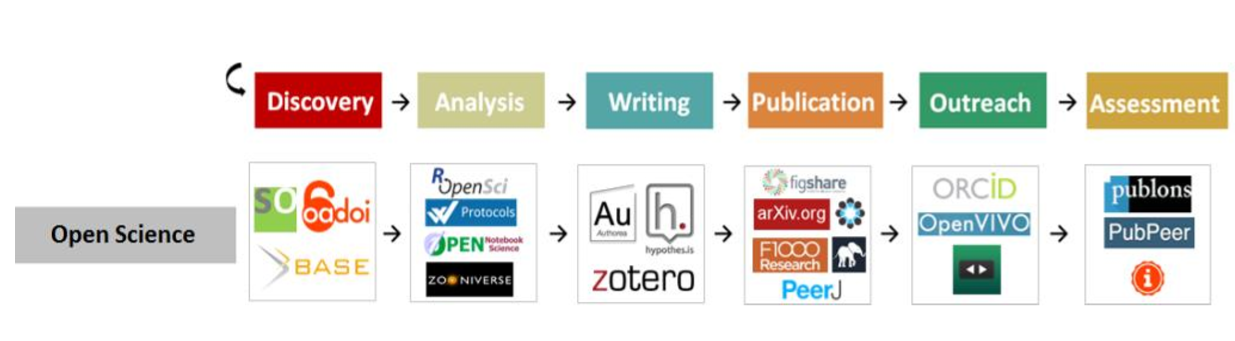 Discovery
Analysis
Writing
Publication
Outreach
Assessment
Open Science
SO
oadoi
BASE
ROpenSci
Protocols
OPEN Notebook Science
ZOONIVERSE
Au
Authorea
h.
hypothes.is
zotero
figshare
arXiv.org
F1000
Research
PeerJ
ORCiD
OpenVIVO
publons
PubPeer
i